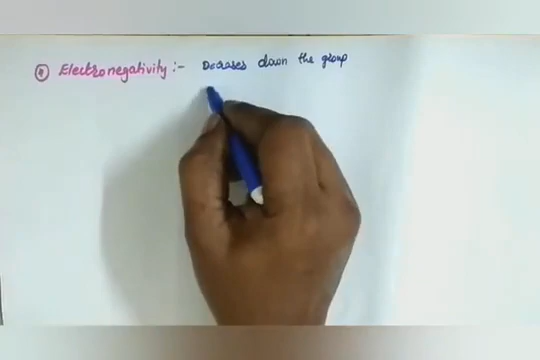 * Electronegativity :- Decreases down the group